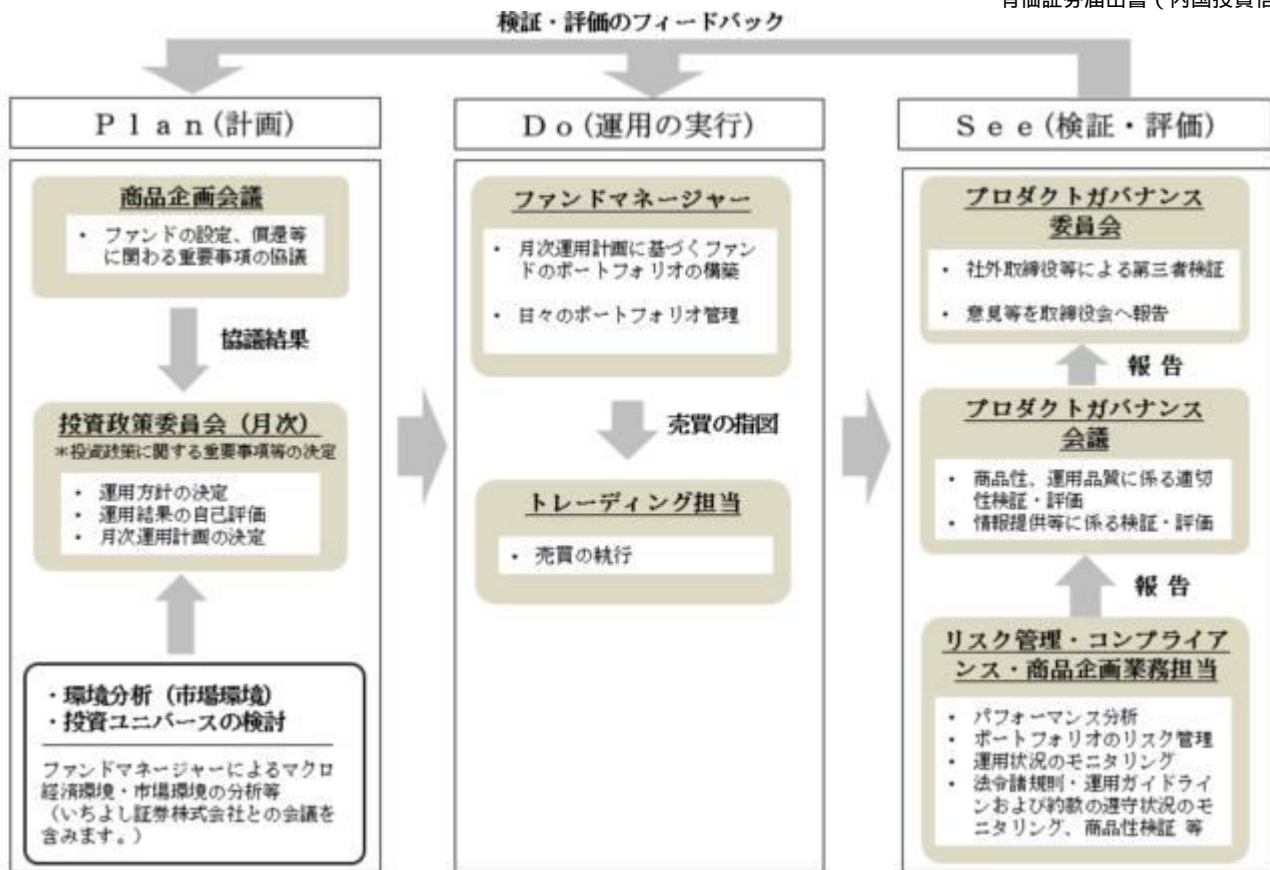 有価証券届出書(内国投資信
検証・評価のフィードバック
Plan(計画)
商品企画会議
・ ファンドの設定、償還等
に関わる重要事項の協議
協議結果
投資政策委員会(月次)
*投資政策に関する重要事項等の決定
・ 運用方針の決定
・ 運用結果の自己評価
・ 月次運用計画の決定
・環境分析(市場環境)
・投資ユニバースの検討
ファンドマネージャーによるマクロ
経済環境・市場環境の分析等
(いちよし証券株式会社との会議を
含みます。)
Do(運用の実行)
ファンドマネージャー
・ 月次運用計画に基づくファン
ドのポートフォリオの構築
・ 日々のポートフォリオ管理
売買の指図
トレーディング担当
・ 売買の執行
See(検証・評価)
プロダクトガバナンス
委員会
・ 社外取締役等による第三者検証
・ 意見等を取締役会へ報告
報告
プロダクトガバナンス
会議
・ 商品性、運用品質に係る適切
性検証・評価
・ 情報提供等に係る検証・評価
報告
リスク管理・コンプライア
ンス・商品企画業務担当
・ パフォーマンス分析
・ ポートフォリオのリスク管理
・ 運用状況のモニタリング
・ 法令諸規則・運用ガイドライ
ンおよび約款の遵守状況のモ
ニタリング、商品性検証 等